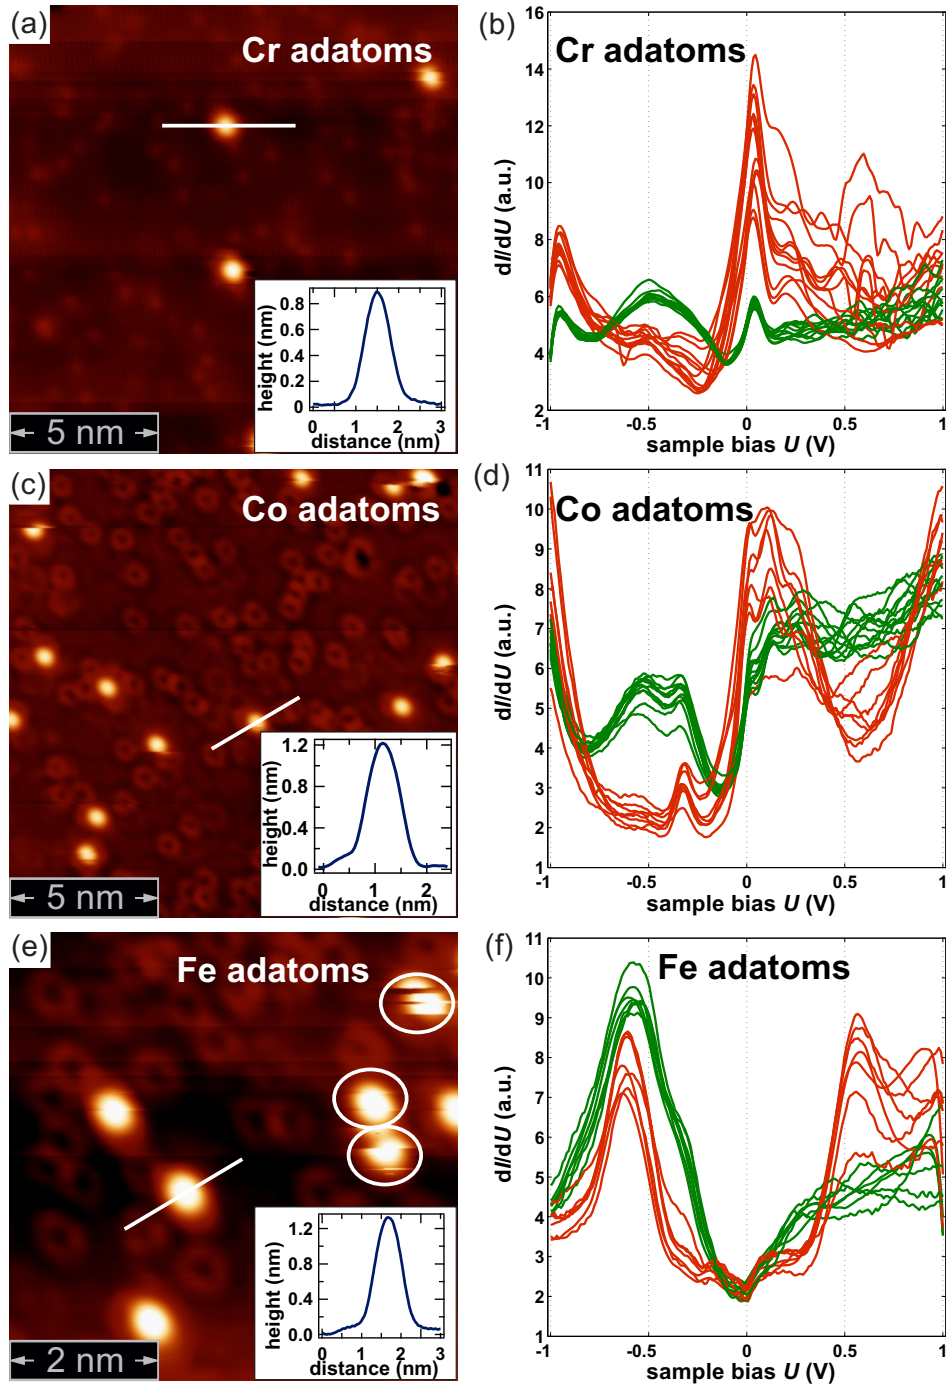 (a)
Cr adatoms
5 nm
height (nm)
0.8
0.6
0.4
0.2
0
0 1 2 3
distance (nm)
(b)
Cr adatoms
dI/dU (a.u.)
16
14
12
10
8
6
4
2
-1 -0.5 0 0.5 1
sample bias U (V)
(c)
Co adatoms
5 nm
height (nm)
1.2
0.8
0.4
0.0
0 1 2
distance (nm)
(d)
Co adatoms
dI/dU (a.u.)
11
10
9
8
7
6
5
4
3
2
1
-1 -0.5 0 0.5 1
sample bias U (V)
(e)
Fe adatoms
2 nm
height (nm)
1.2
0.8
0.4
0.0
0 1 2 3
distance (nm)
(f)
Fe adatoms
dI/dU (a.u.)
11
10
9
8
7
6
5
4
3
2
1
-1 -0.5 0 0.5 1
sample bias U (V)